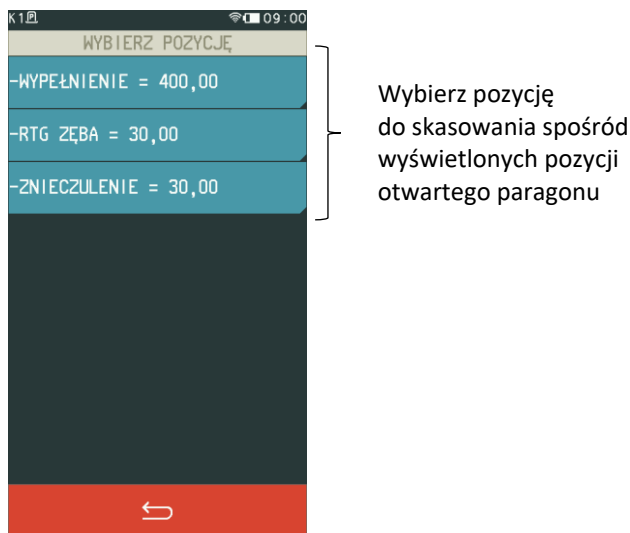 K1 P 09:00
WYBIERZ POZYCJĘ
-WYPEŁNIENIE = 400,00
-RTG ZĘBA = 30,00
-ZNIECZULENIE = 30,00
Wybierz pozycję
do skasowania spośród
wyświetlonych pozycji
otwartego paragonu